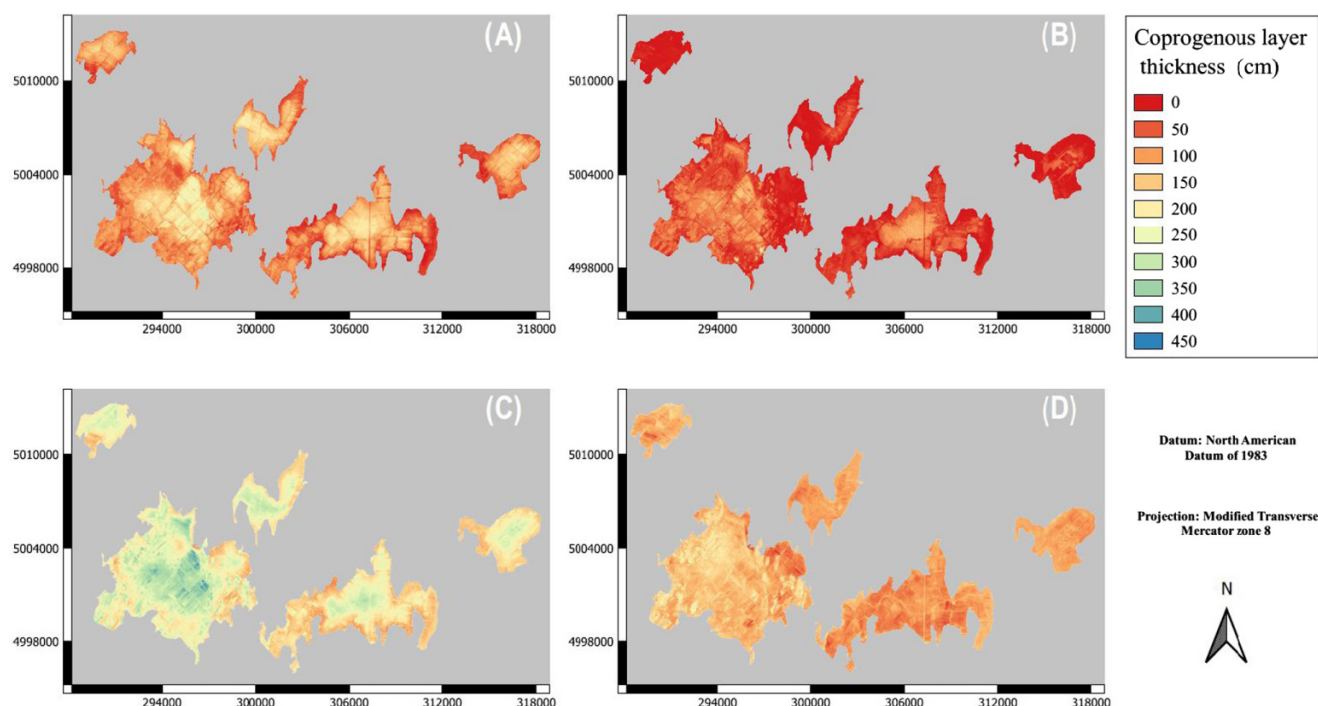 (A)
5010000
5004000
4998000
294000 300000 306000 312000 318000
(B)
5010000
5004000
4998000
294000 300000 306000 312000 318000
Coprogenous layer
thickness (cm)
0
50
100
150
200
250
300
350
400
450
(C)
5010000
5004000
4998000
294000 300000 306000 312000 318000
(D)
5010000
5004000
4998000
294000 300000 306000 312000 318000
Datum: North American
Datum of 1983
Projection: Modified Transverse
Mercator zone 8
N